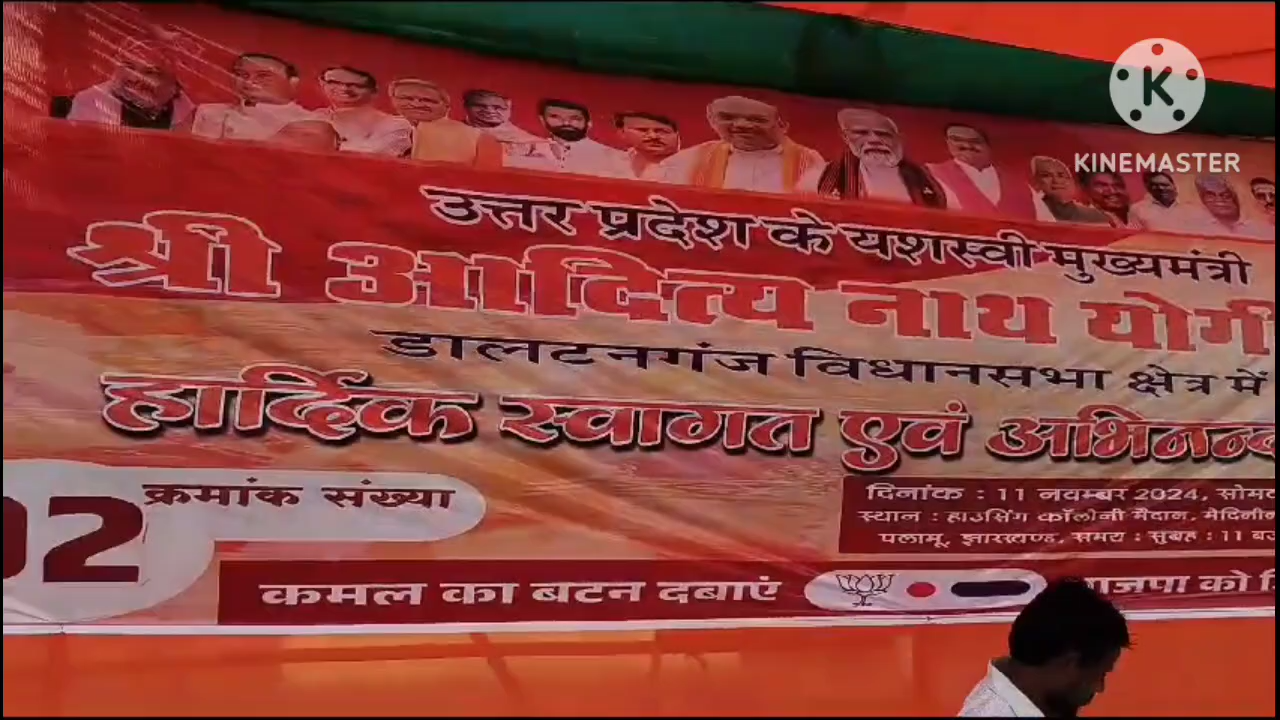 KINEMASTER
उत्तर प्रदेश के यशस्वी मुख्यमंत्री
श्री आदित्य नाथ योगी
डालटनगंज विधानसभा क्षेत्र में
हार्दिक स्वागत एवं
02 क्रमांक संख्या
दिनांक : 11 नवम्बर 2024,
स्थान : हाउसिंग कॉलोनी मैदान,
पलामू, झारखण्ड, समय : सुबह : 11
कमल का बटन दबाएं
को